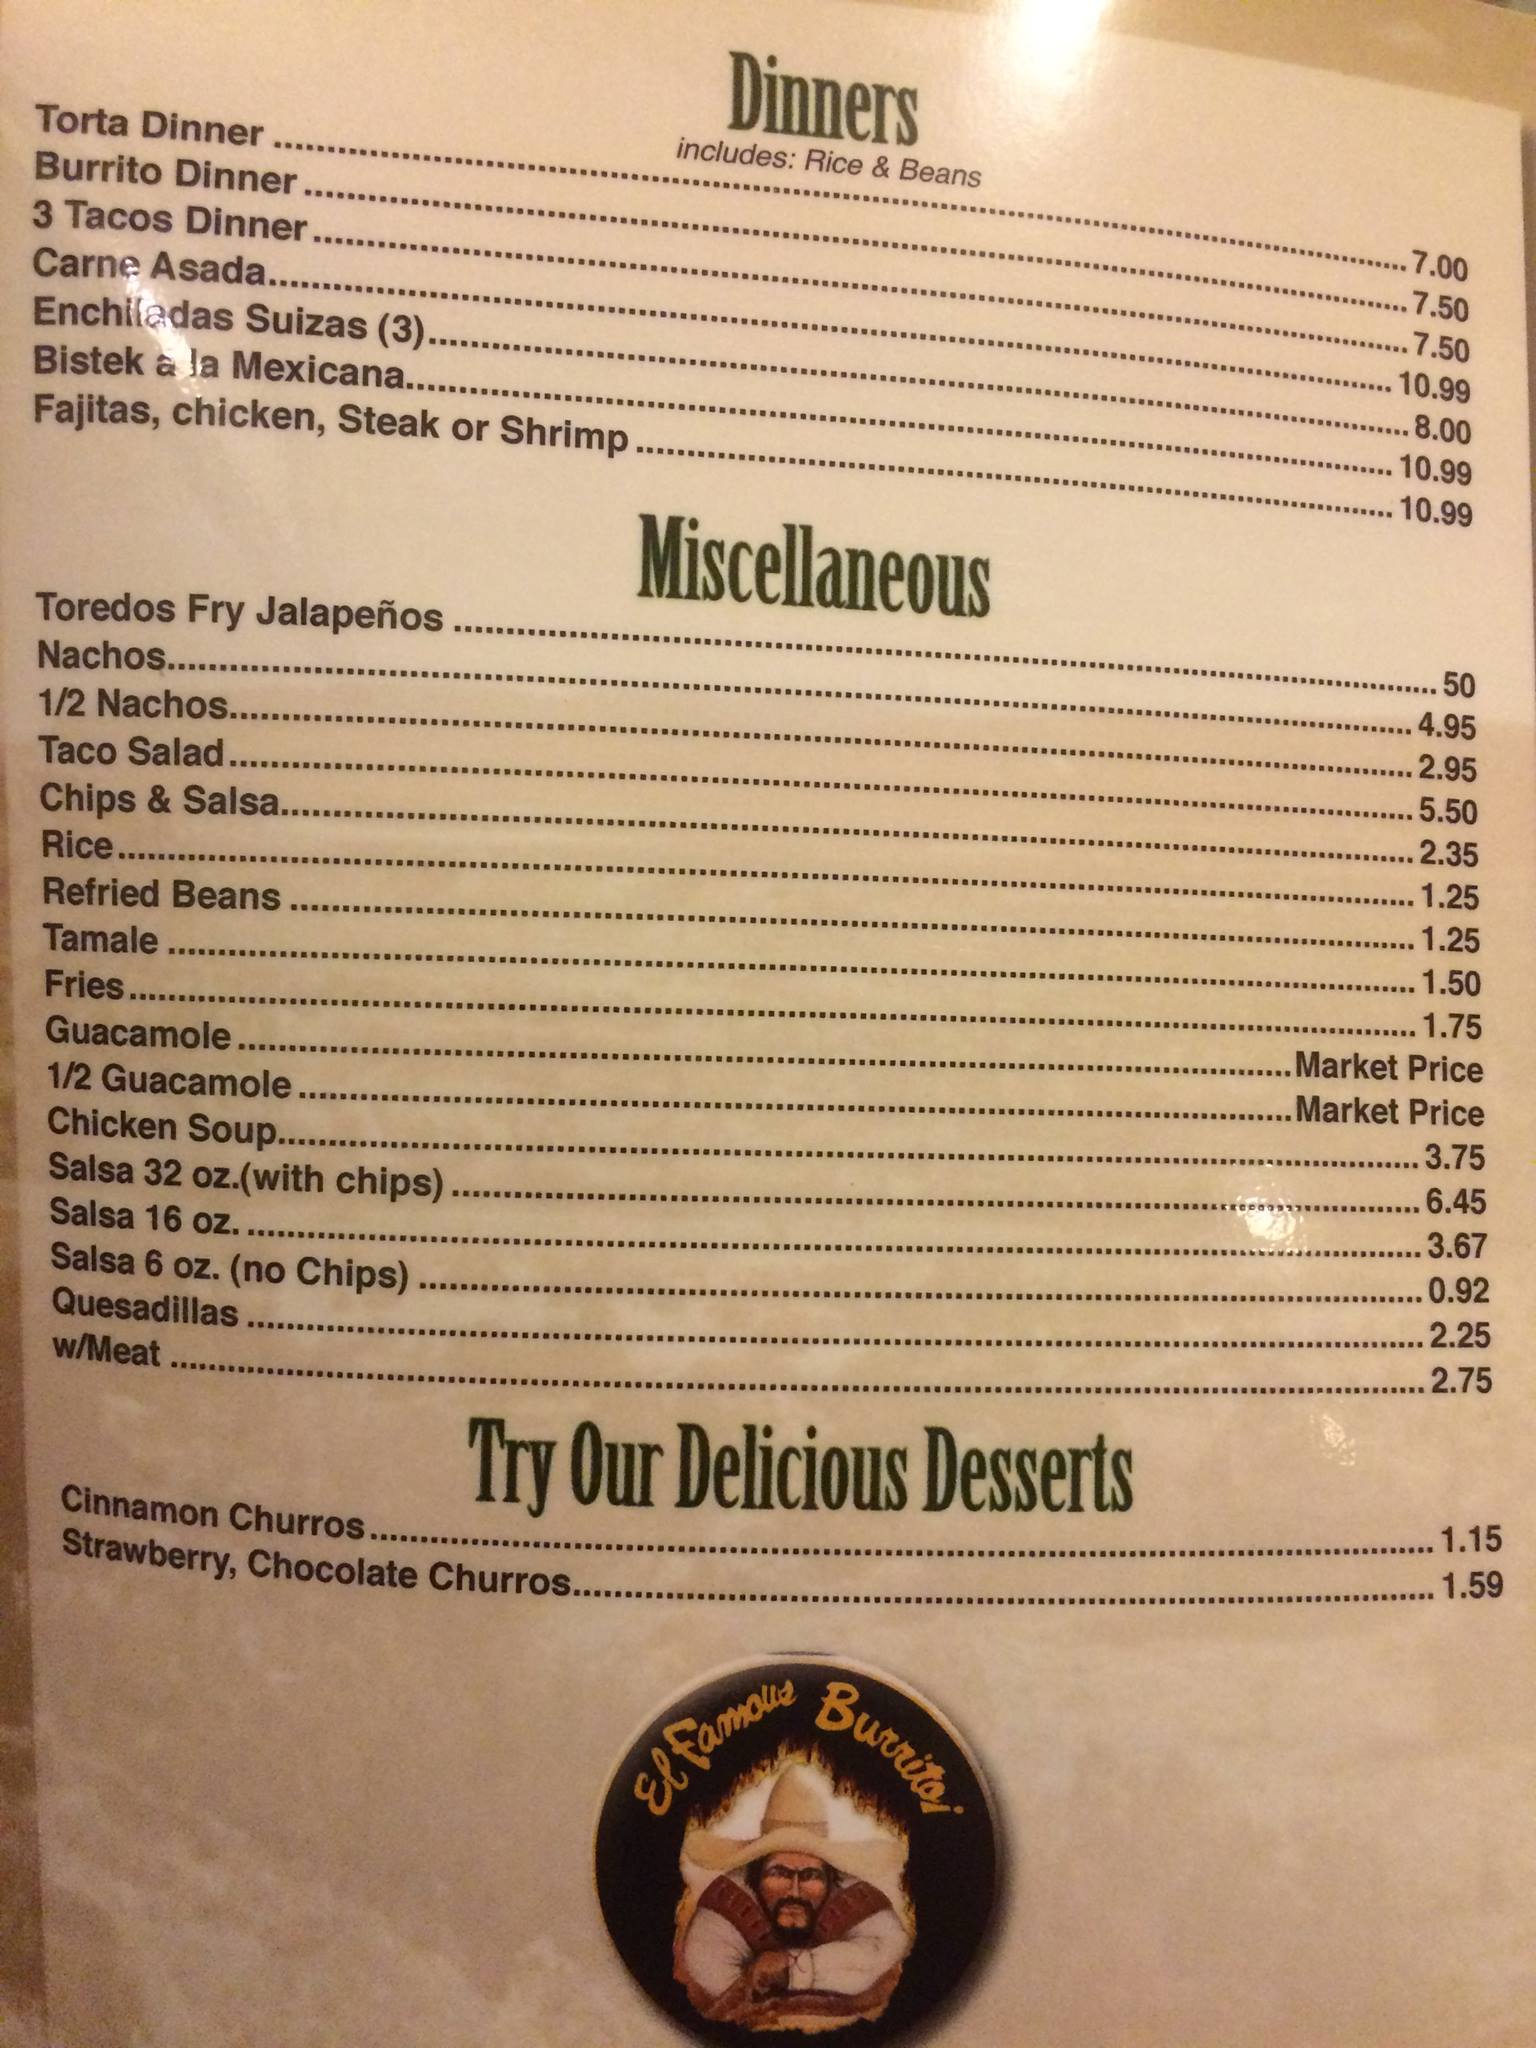 Dinners
includes: Rice & Beans
Torta Dinner ........ 7.00
Burrito Dinner ........ 7.50
3 Tacos Dinner ........ 7.50
Carne Asada ........ 10.99
Enchiladas Suizas (3) ........ 8.00
Bistek a la Mexicana ........ 10.99
Fajitas, chicken, Steak or Shrimp ........ 10.99
Miscellaneous
Toredos Fry Jalapeños ........ 50
Nachos ........ 4.95
1/2 Nachos ........ 2.95
Taco Salad ........ 5.50
Chips & Salsa ........ 2.35
Rice ........ 1.25
Refried Beans ........ 1.25
Tamale ........ 1.50
Fries ........ 1.75
Guacamole ........ Market Price
1/2 Guacamole ........ Market Price
Chicken Soup ........ 3.75
Salsa 32 oz.(with chips) ........ 6.45
Salsa 16 oz. ........ 3.67
Salsa 6 oz. (no Chips) ........ 0.92
Quesadillas ........ 2.25
w/Meat ........ 2.75
Try Our Delicious Desserts
Cinnamon Churros ........ 1.15
Strawberry, Chocolate Churros ........ 1.59
El Famous Burrito¡